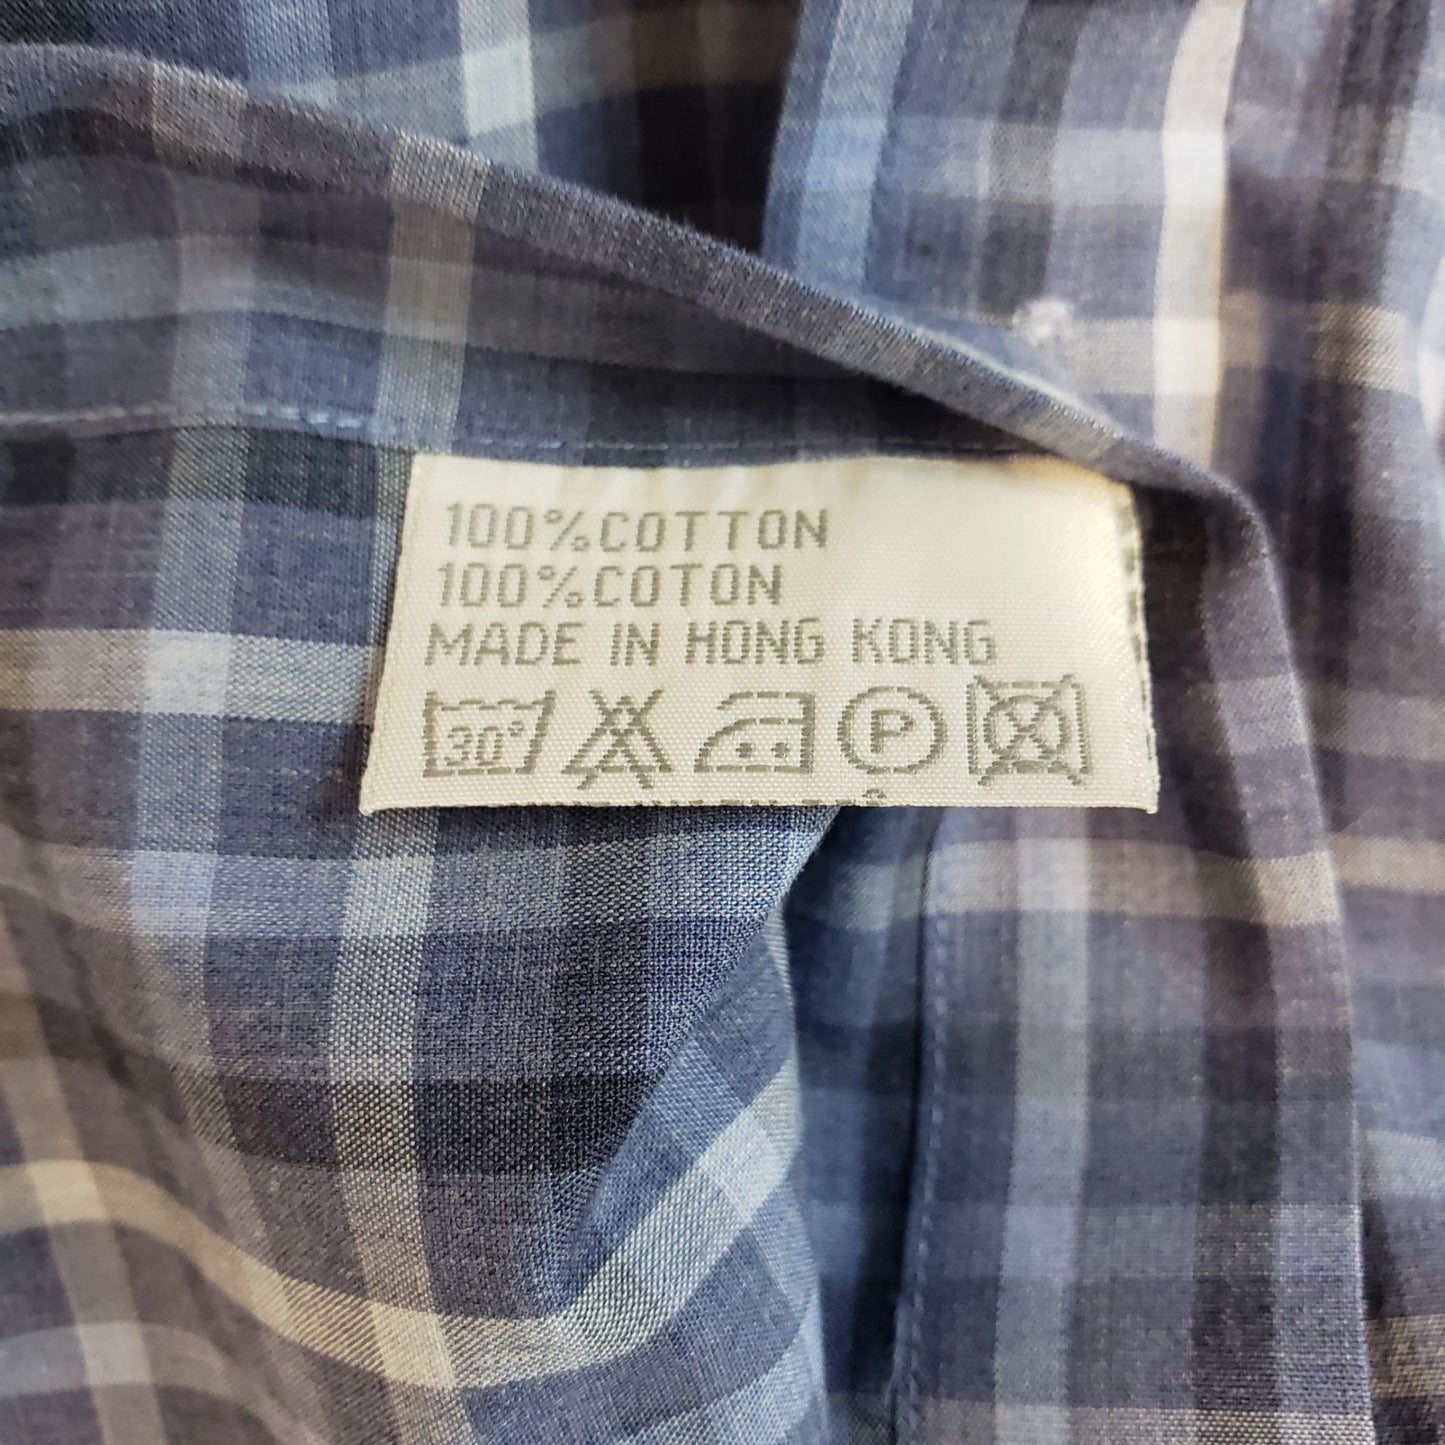 100%COTTON
100%COTON
MADE IN HONG KONG
30° P